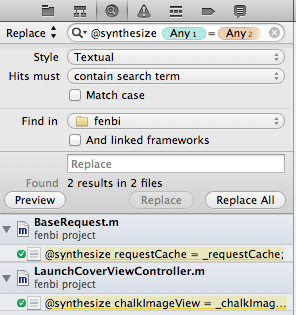 Replace @synthesize Any 1 = Any 2
Style Textual
Hits must contain search term
Match case
Find in fenbi
And linked frameworks
Replace
Found 2 results in 2 files
Preview Replace Replace All
BaseRequest.m
fenbi project
@synthesize requestCache = _requestCache;
LaunchCoverViewController.m
fenbi project
@synthesize chalkImageView = _chalkImag...